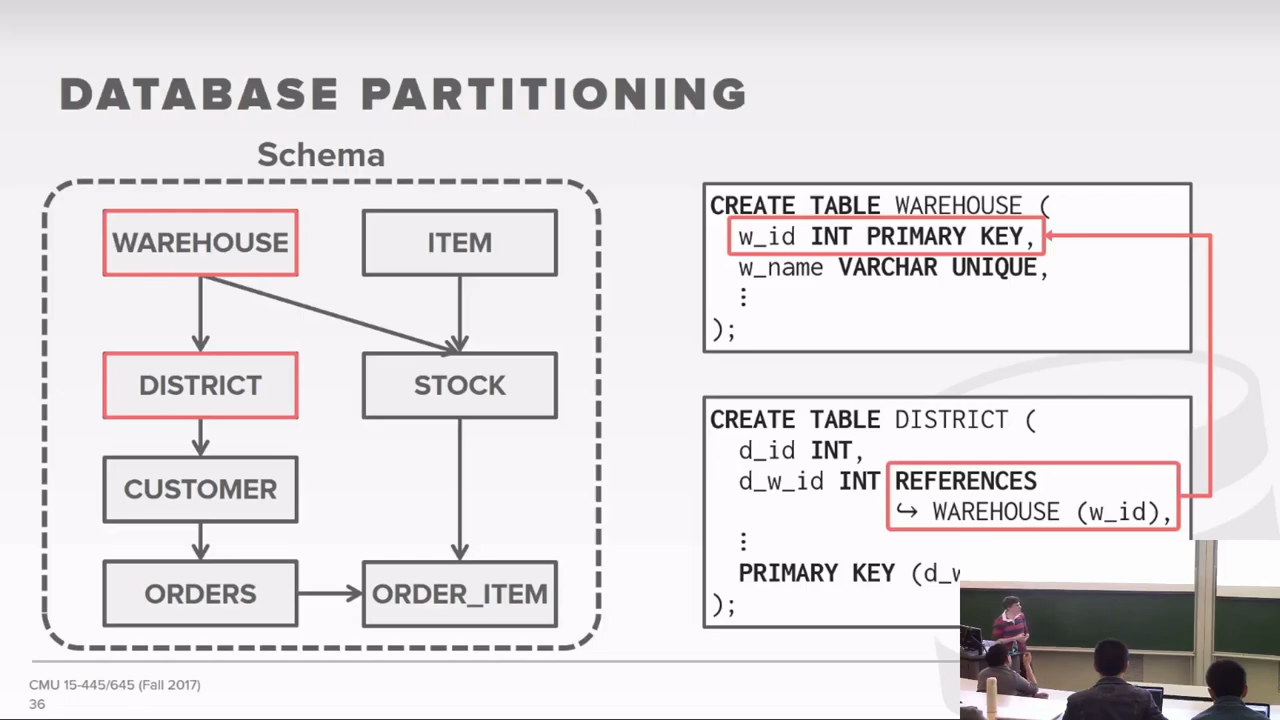 DATABASE PARTITIONING
Schema
WAREHOUSE
ITEM
DISTRICT
STOCK
CUSTOMER
ORDERS
ORDER_ITEM
CREATE TABLE WAREHOUSE (
w_id INT PRIMARY KEY,
w_name VARCHAR UNIQUE,
⋮
);
CREATE TABLE DISTRICT (
d_id INT,
d_w_id INT REFERENCES
↪ WAREHOUSE (w_id),
⋮
PRIMARY KEY (d_w
);
CMU 15-445/645 (Fall 2017)
36